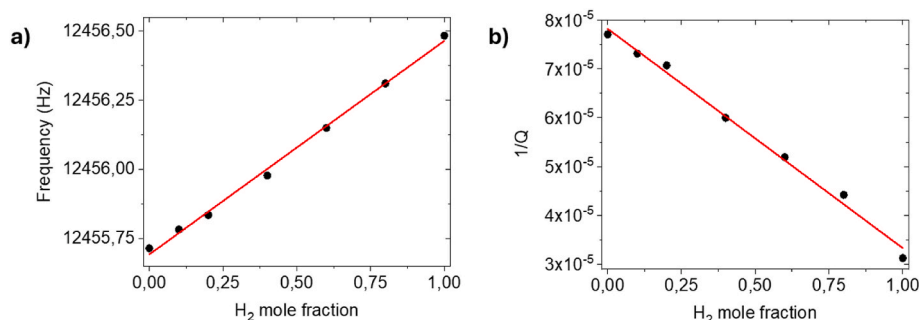 a)
12456,50
12456,25
12456,00
12455,75
Frequency (Hz)
0,00 0,25 0,50 0,75 1,00
H₂ mole fraction
b)
8x10⁻⁵
7x10⁻⁵
6x10⁻⁵
5x10⁻⁵
4x10⁻⁵
3x10⁻⁵
1/Q
0,00 0,25 0,50 0,75 1,00
H₂ mole fraction